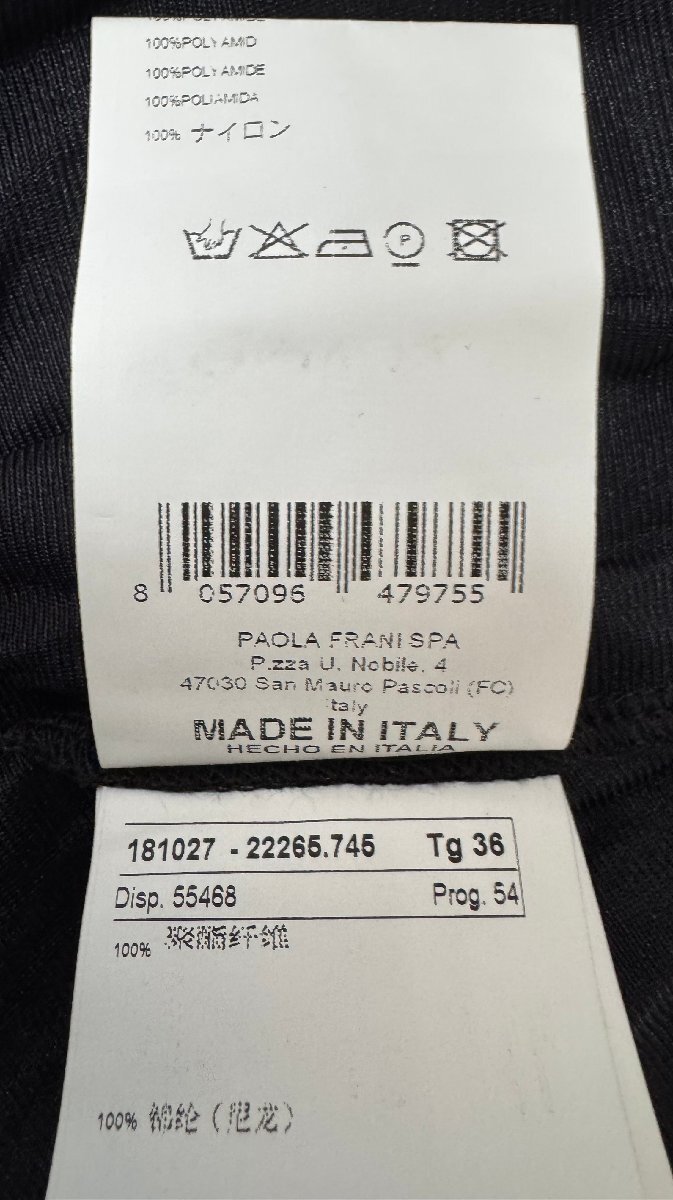 100%POLYAMID
100%POLYAMIDE
100%POLIAMIDA
100% ナイロン
P
8 057096 479755
PAOLA FRANI SPA
P.zza U. Nobile, 4
47030 San Mauro Pascoli (FC)
Italy
MADE IN ITALY
HECHO EN ITALIA
181027 - 22265.745 Tg 36
Disp. 55468 Prog. 54
100% 聚酯纤维
100% 锦纶（尼龙）